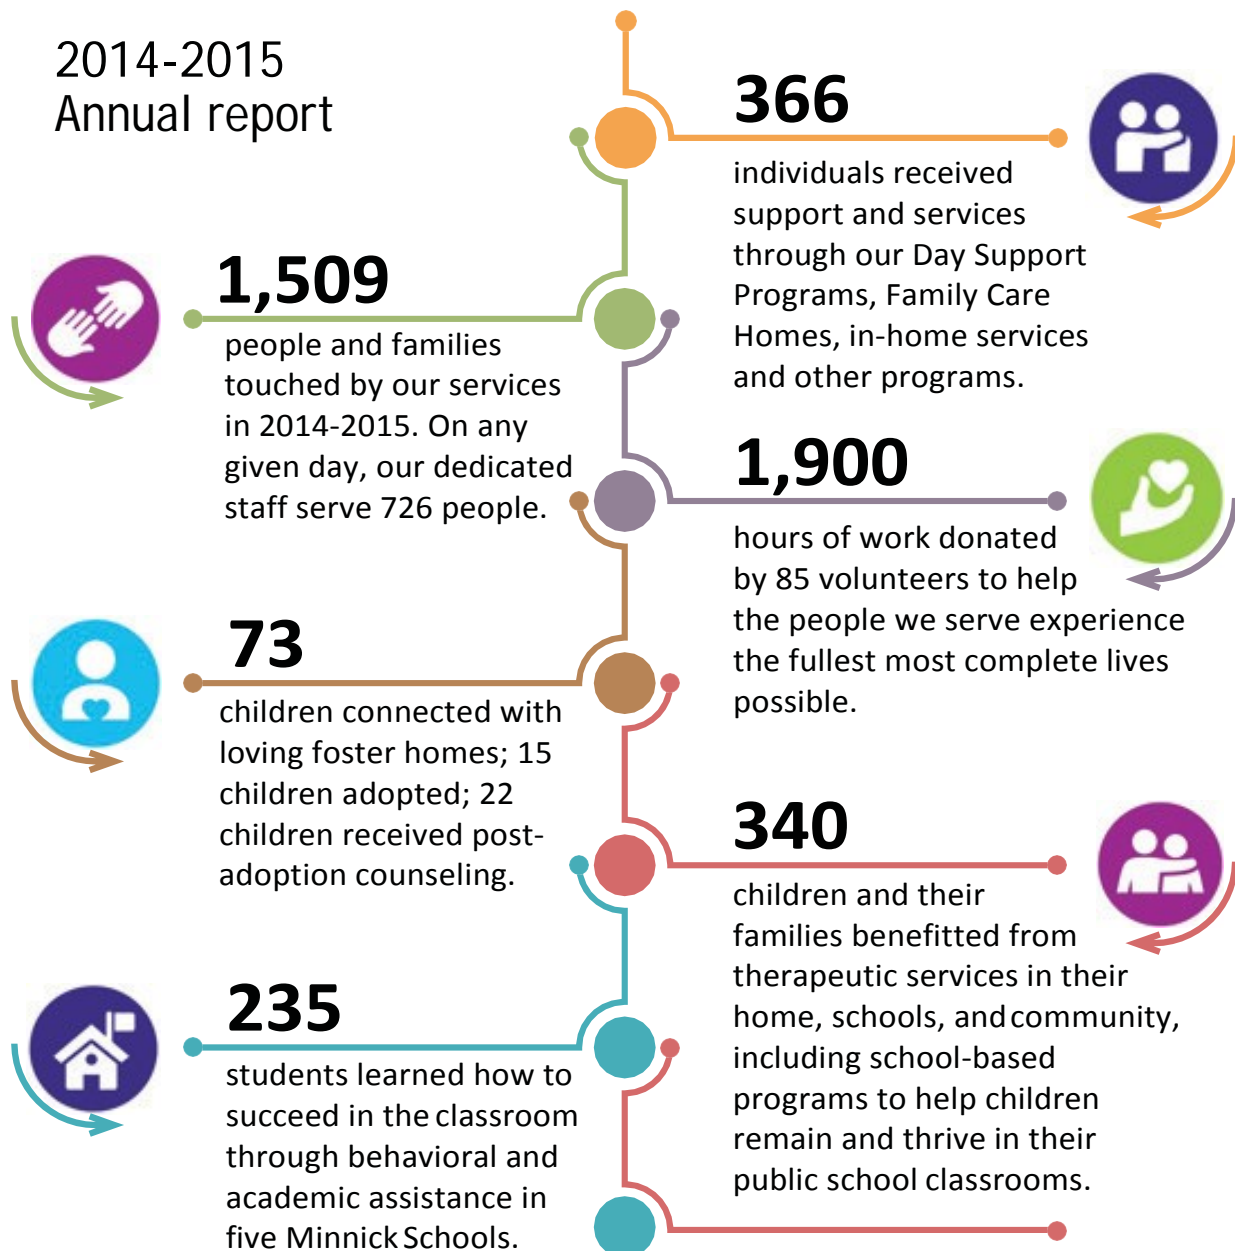 2014-2015
Annual report
366
individuals received
support and services
through our Day Support
Programs, Family Care
Homes, in-home services
and other programs.
1,509
people and families
touched by our services
in 2014-2015. On any
given day, our dedicated
staff serve 726 people.
1,900
hours of work donated
by 85 volunteers to help
the people we serve experience
the fullest most complete lives
possible.
73
children connected with
loving foster homes; 15
children adopted; 22
children received post-
adoption counseling.
340
children and their
families benefitted from
therapeutic services in their
home, schools, and community,
including school-based
programs to help children
remain and thrive in their
public school classrooms.
235
students learned how to
succeed in the classroom
through behavioral and
academic assistance in
five Minnick Schools.